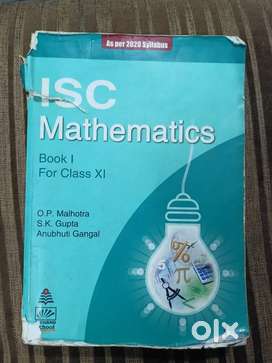 As per 2020 Syllabus
ISC
Mathematics
Book I
For Class XI
O.P. Malhotra
S.K. Gupta
Anubhuti Gangal
%
π
olx